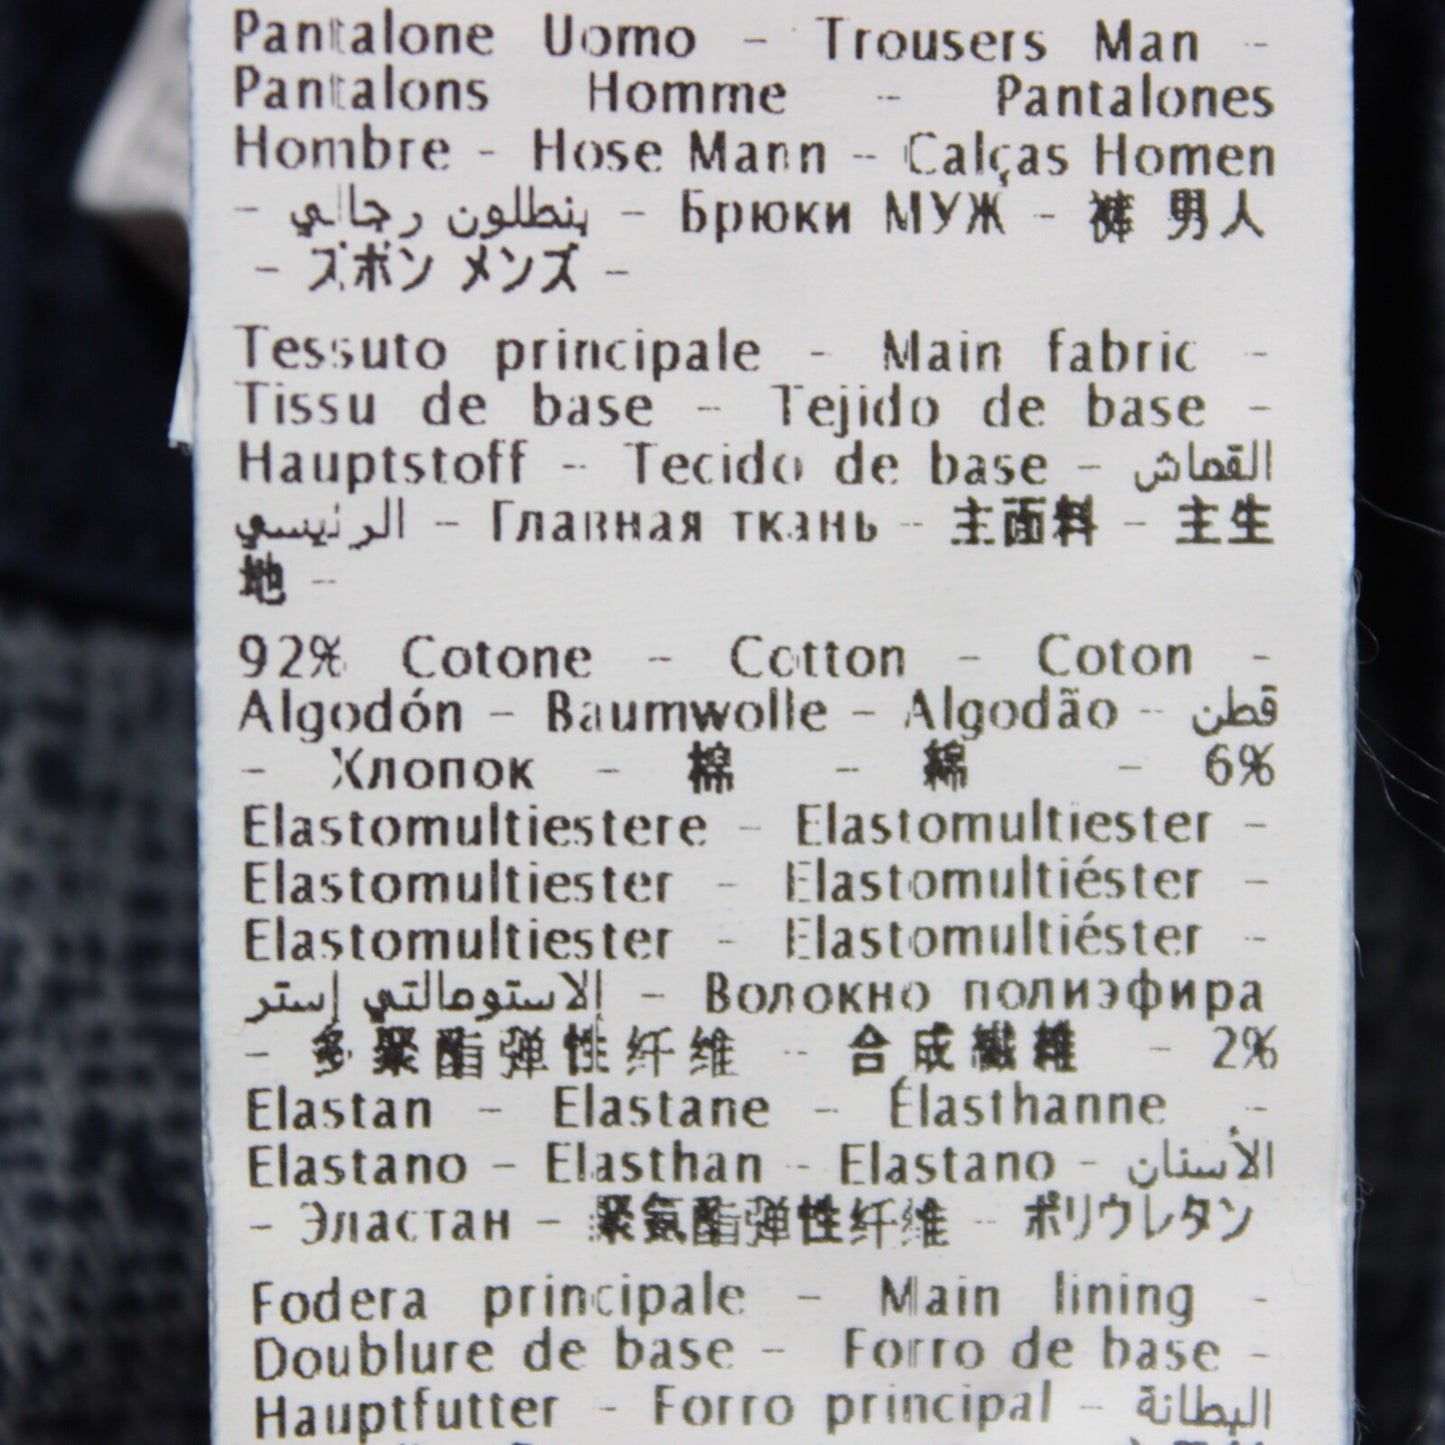 Pantalone Uomo - Trousers Man -
Pantalons Homme - Pantalones
Hombre - Hose Mann - Calças Homen
- بنطلون رجالي - Брюки МУЖ - 裤 男人
- ズボン メンズ -
Tessuto principale - Main fabric -
Tissu de base - Tejido de base -
Hauptstoff - Tecido de base - القماش
الرئيسي - Главная ткань - 主面料 - 主生
地 -
92% Cotone - Cotton - Coton -
Algodón - Baumwolle - Algodão - قطن
- Хлопок - 棉 - 綿 - 6%
Elastomultiestere - Elastomultiester -
Elastomultiester - Elastomultiéster -
Elastomultiester - Elastomultiéster -
الاستومالتي إستر - Волокно полиэфира
- 多聚酯弹性纤维 - 合成繊維 - 2%
Elastan - Elastane - Élasthanne -
Elastano - Elasthan - Elastano - الأستان
- Эластан - 聚氨酯弹性纤维 - ポリウレタン
Fodera principale - Main lining -
Doublure de base - Forro de base -
Hauptfutter - Forro principal - البطانة